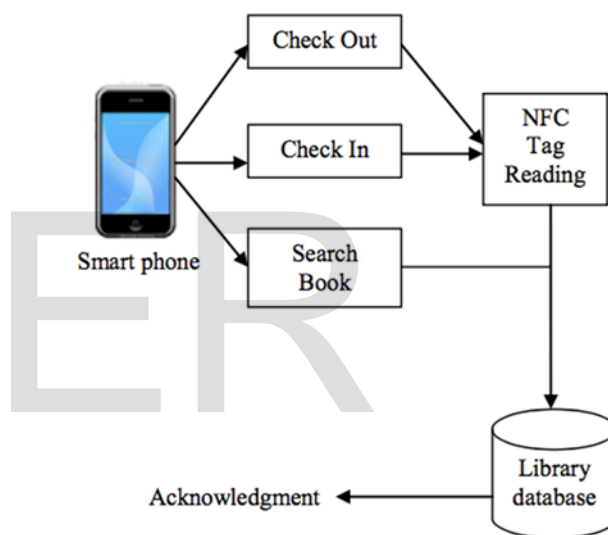 Check Out
Check In
NFC
Tag
Reading
Smart phone
Search
Book
ER
Library
database
Acknowledgment